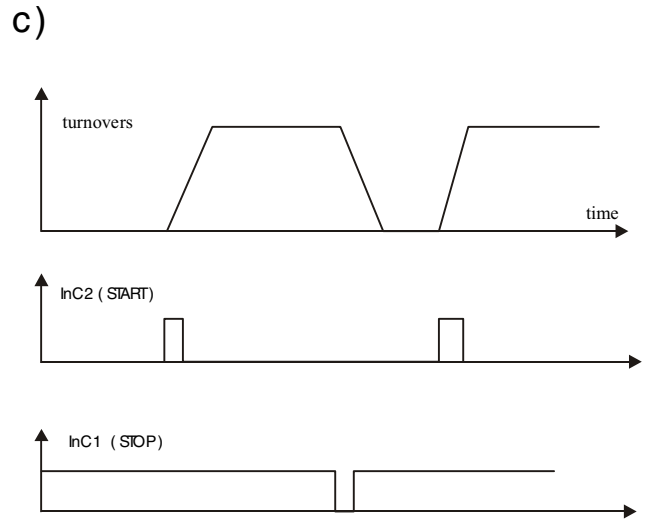 c)
turnovers
time
InC2 ( START)
InC1 ( STOP)